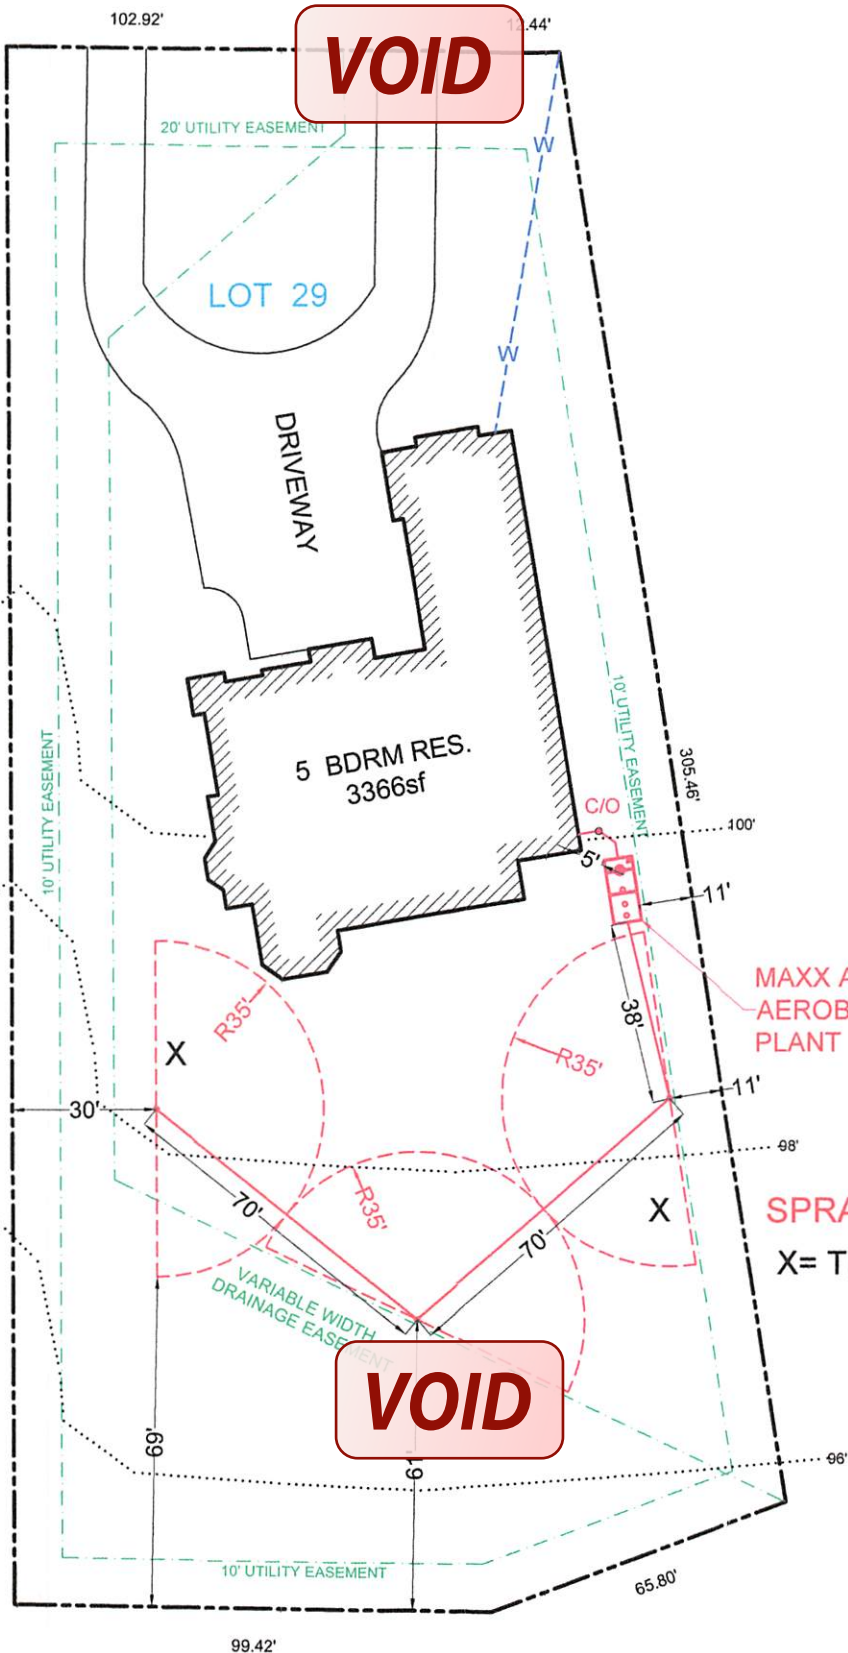 102.92'
VOID
20' UTILITY EASEMENT
W
LOT 29
W
DRIVEWAY
10' UTILITY EASEMENT
305.46'
10' UTILITY EASEMENT
5 BDRM RES.
3366sf
C/O
100'
5'
11'
MAXX A
AEROB
PLANT
38'
R35'
R35'
X
11'
30'
98'
70'
R35'
X
SPRA
70'
X= T
VARIABLE WIDTH
DRAINAGE EASEMENT
VOID
69'
96'
10' UTILITY EASEMENT
65.80'
99.42'